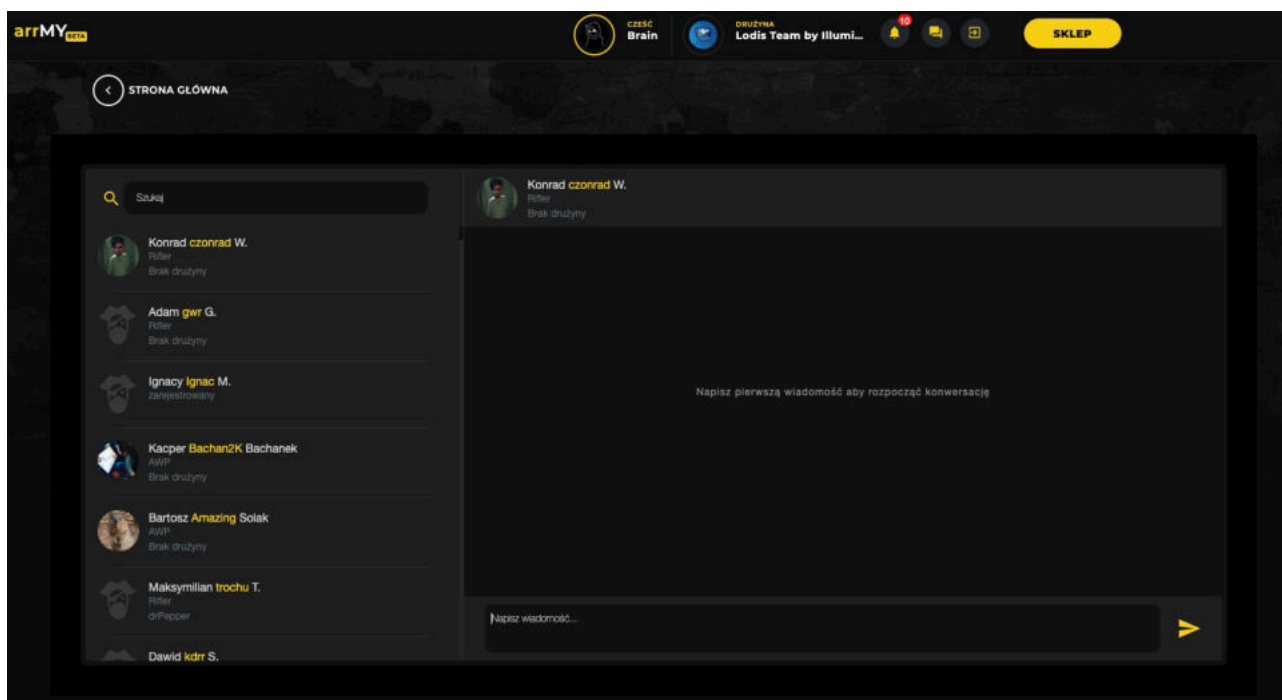 arrMY BETA
CZEŚĆ
Brain
DRUŻYNA
Lodis Team by Illumi...
10
SKLEP
STRONA GŁÓWNA
Szukaj
Konrad czonrad W.
Rifler
Brak drużyny
Adam gwr G.
Rifler
Brak drużyny
Ignacy Ignac M.
zarejestrowany
Kacper Bachan2K Bachanek
AWP
Brak drużyny
Bartosz Amazing Solak
AWP
Brak drużyny
Maksymilian trochu T.
Rifler
drPepper
Dawid kdrr S.
Konrad czonrad W.
Rifler
Brak drużyny
Napisz pierwszą wiadomość aby rozpocząć konwersację
Napisz wiadomość...